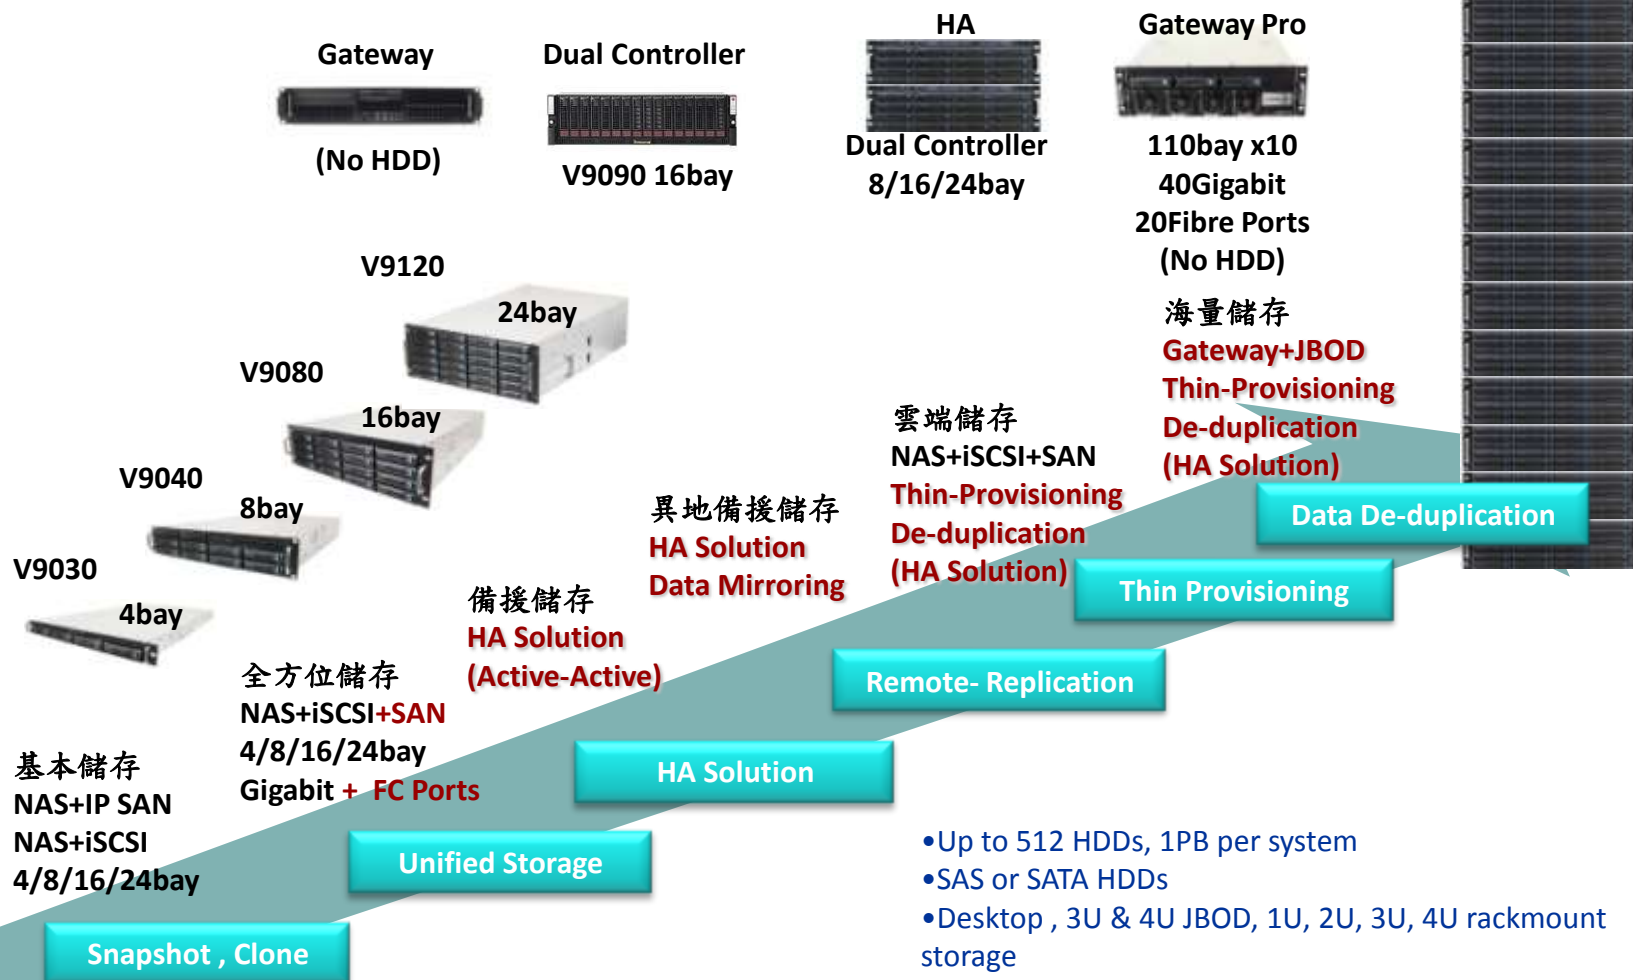 Gateway
(No HDD)
Dual Controller
V9090 16bay
HA
Dual Controller
8/16/24bay
Gateway Pro
110bay x10
40Gigabit
20Fibre Ports
(No HDD)
V9120
24bay
V9080
16bay
V9040
8bay
V9030
4bay
基本儲存
NAS+IP SAN
NAS+iSCSI
4/8/16/24bay
全方位儲存
NAS+iSCSI+SAN
4/8/16/24bay
Gigabit + FC Ports
備援儲存
HA Solution
(Active-Active)
異地備援儲存
HA Solution
Data Mirroring
雲端儲存
NAS+iSCSI+SAN
Thin-Provisioning
De-duplication
(HA Solution)
海量儲存
Gateway+JBOD
Thin-Provisioning
De-duplication
(HA Solution)
Data De-duplication
Thin Provisioning
Remote- Replication
HA Solution
Unified Storage
Snapshot , Clone
•Up to 512 HDDs, 1PB per system
•SAS or SATA HDDs
•Desktop , 3U & 4U JBOD, 1U, 2U, 3U, 4U rackmount
storage